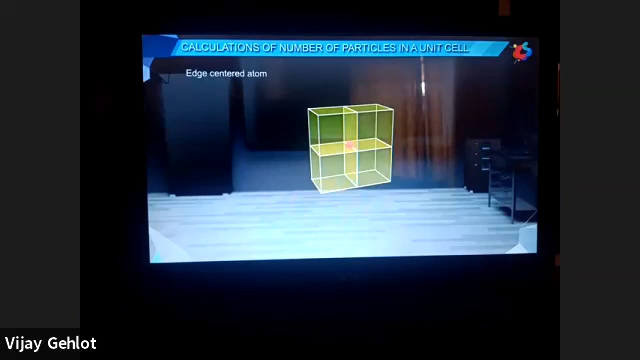 CALCULATIONS OF NUMBER OF PARTICLES IN A UNIT CELL
Edge centered atom
Vijay Gehlot